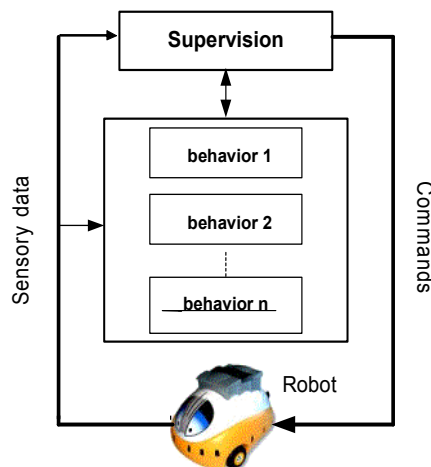 Supervision
behavior 1
behavior 2
behavior n
Sensory data
Commands
Robot